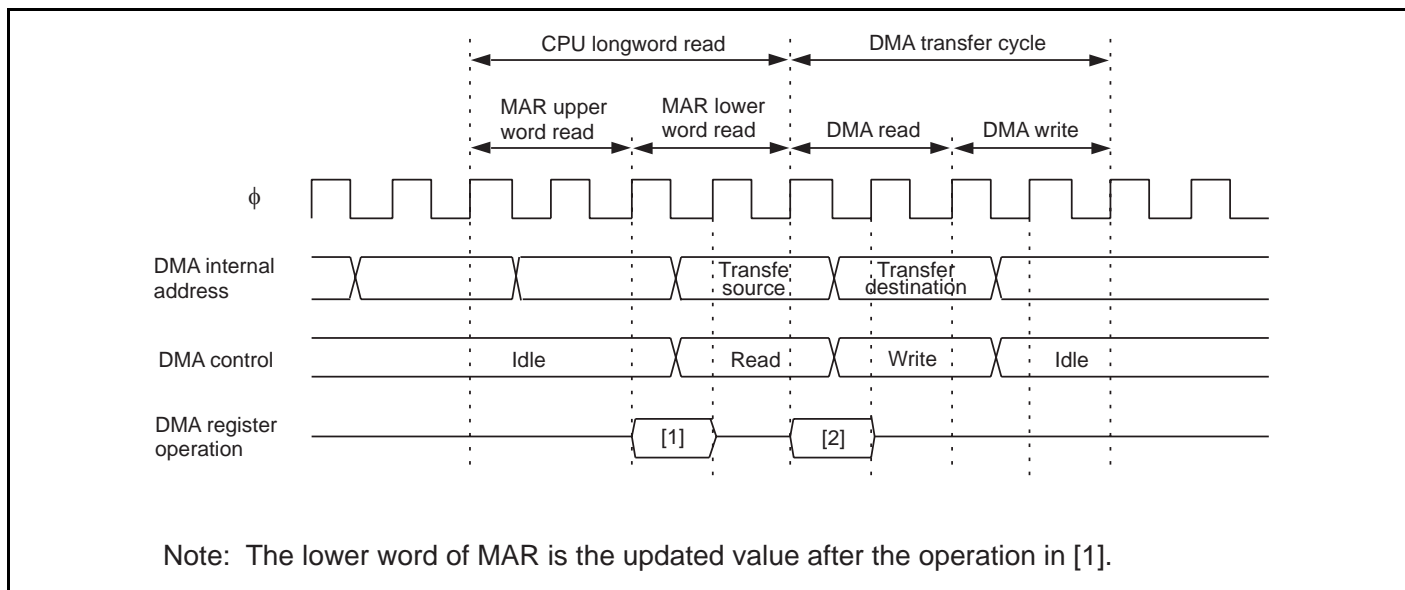 CPU longword read
DMA transfer cycle
MAR upper
word read
MAR lower
word read
DMA read
DMA write
ϕ
DMA internal
address
Transfe
source
Transfer
destination
DMA control
Idle
Read
Write
Idle
DMA register
operation
[1]
[2]
Note: The lower word of MAR is the updated value after the operation in [1].